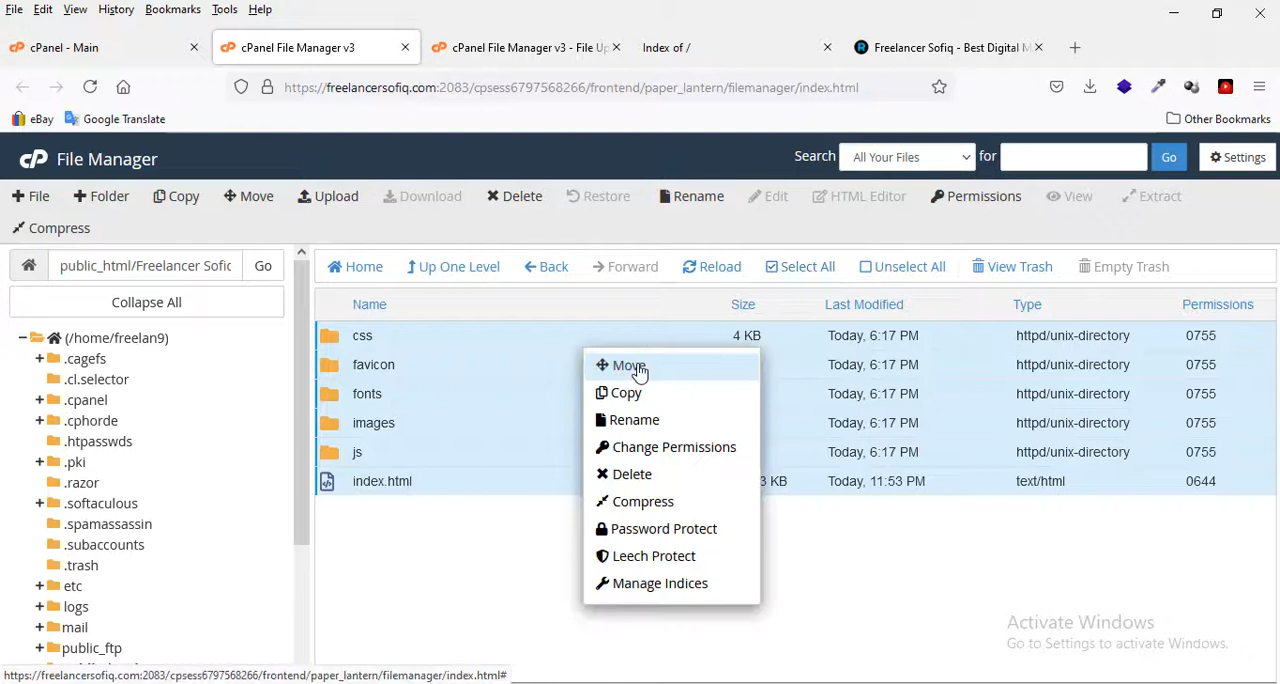 File Edit View History Bookmarks Tools Help
cPanel - Main
cPanel File Manager v3
cPanel File Manager v3 - File Up
Index of /
Freelancer Sofiq - Best Digital M
https://freelancersofiq.com:2083/cpsess6797568266/frontend/paper_lantern/filemanager/index.html
eBay Google Translate Other Bookmarks
cP File Manager Search All Your Files for Go Settings
File Folder Copy Move Upload Download Delete Restore Rename Edit HTML Editor Permissions View Extract
Compress
public_html/Freelancer Sofic Go Home Up One Level Back Forward Reload Select All Unselect All View Trash Empty Trash
Collapse All
Name Size Last Modified Type Permissions
css 4 KB Today, 6:17 PM httpd/unix-directory 0755
favicon Today, 6:17 PM httpd/unix-directory 0755
fonts Today, 6:17 PM httpd/unix-directory 0755
images Today, 6:17 PM httpd/unix-directory 0755
js Today, 6:17 PM httpd/unix-directory 0755
index.html 3 KB Today, 11:53 PM text/html 0644
Move
Copy
Rename
Change Permissions
Delete
Compress
Password Protect
Leech Protect
Manage Indices
(/home/freelan9)
.cagefs
.cl.selector
.cpanel
.cphorde
.htpasswds
.pki
.razor
.softaculous
.spamassassin
.subaccounts
.trash
etc
logs
mail
public_ftp
Activate Windows
Go to Settings to activate Windows.
https://freelancersofiq.com:2083/cpsess6797568266/frontend/paper_lantern/filemanager/index.html#